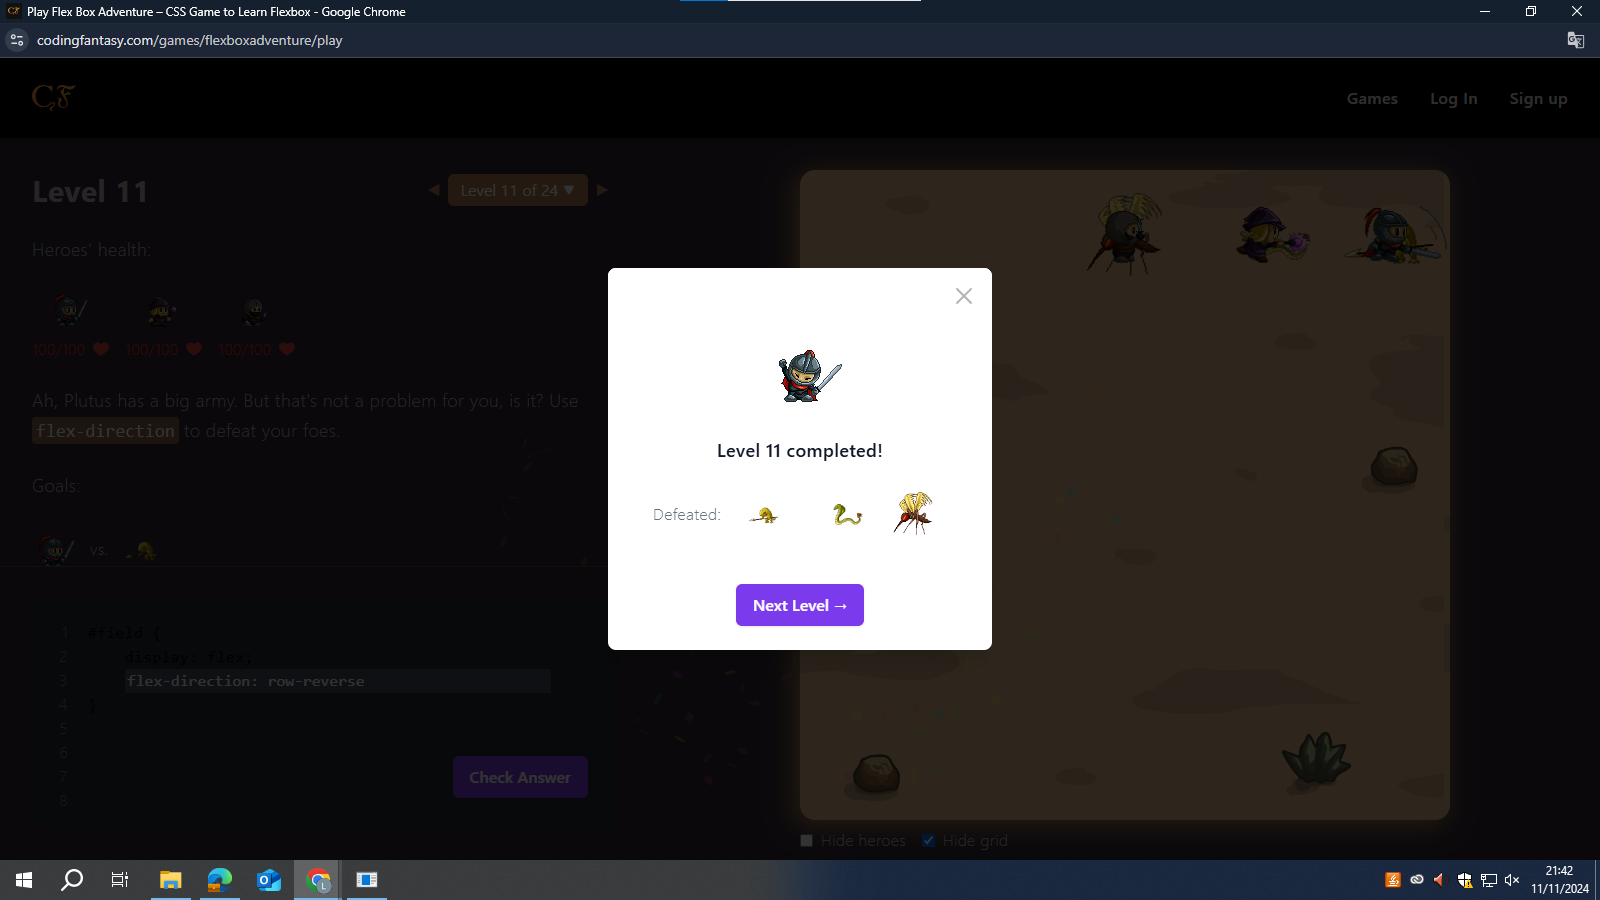 Play Flex Box Adventure – CSS Game to Learn Flexbox - Google Chrome
codingfantasy.com/games/flexboxadventure/play
CF
Games
Log In
Sign up
Level 11
◀ Level 11 of 24 ▼ ▶
Heroes' health:
100/100 100/100 100/100
Ah, Plutus has a big army. But that's not a problem for you, is it? Use
flex-direction to defeat your foes.
Goals:
vs.
1 #field {
2 display: flex;
3 flex-direction: row-reverse
4 }
5
6
7
8
Check Answer
Level 11 completed!
Defeated:
Next Level →
Hide heroes
Hide grid
21:42
11/11/2024